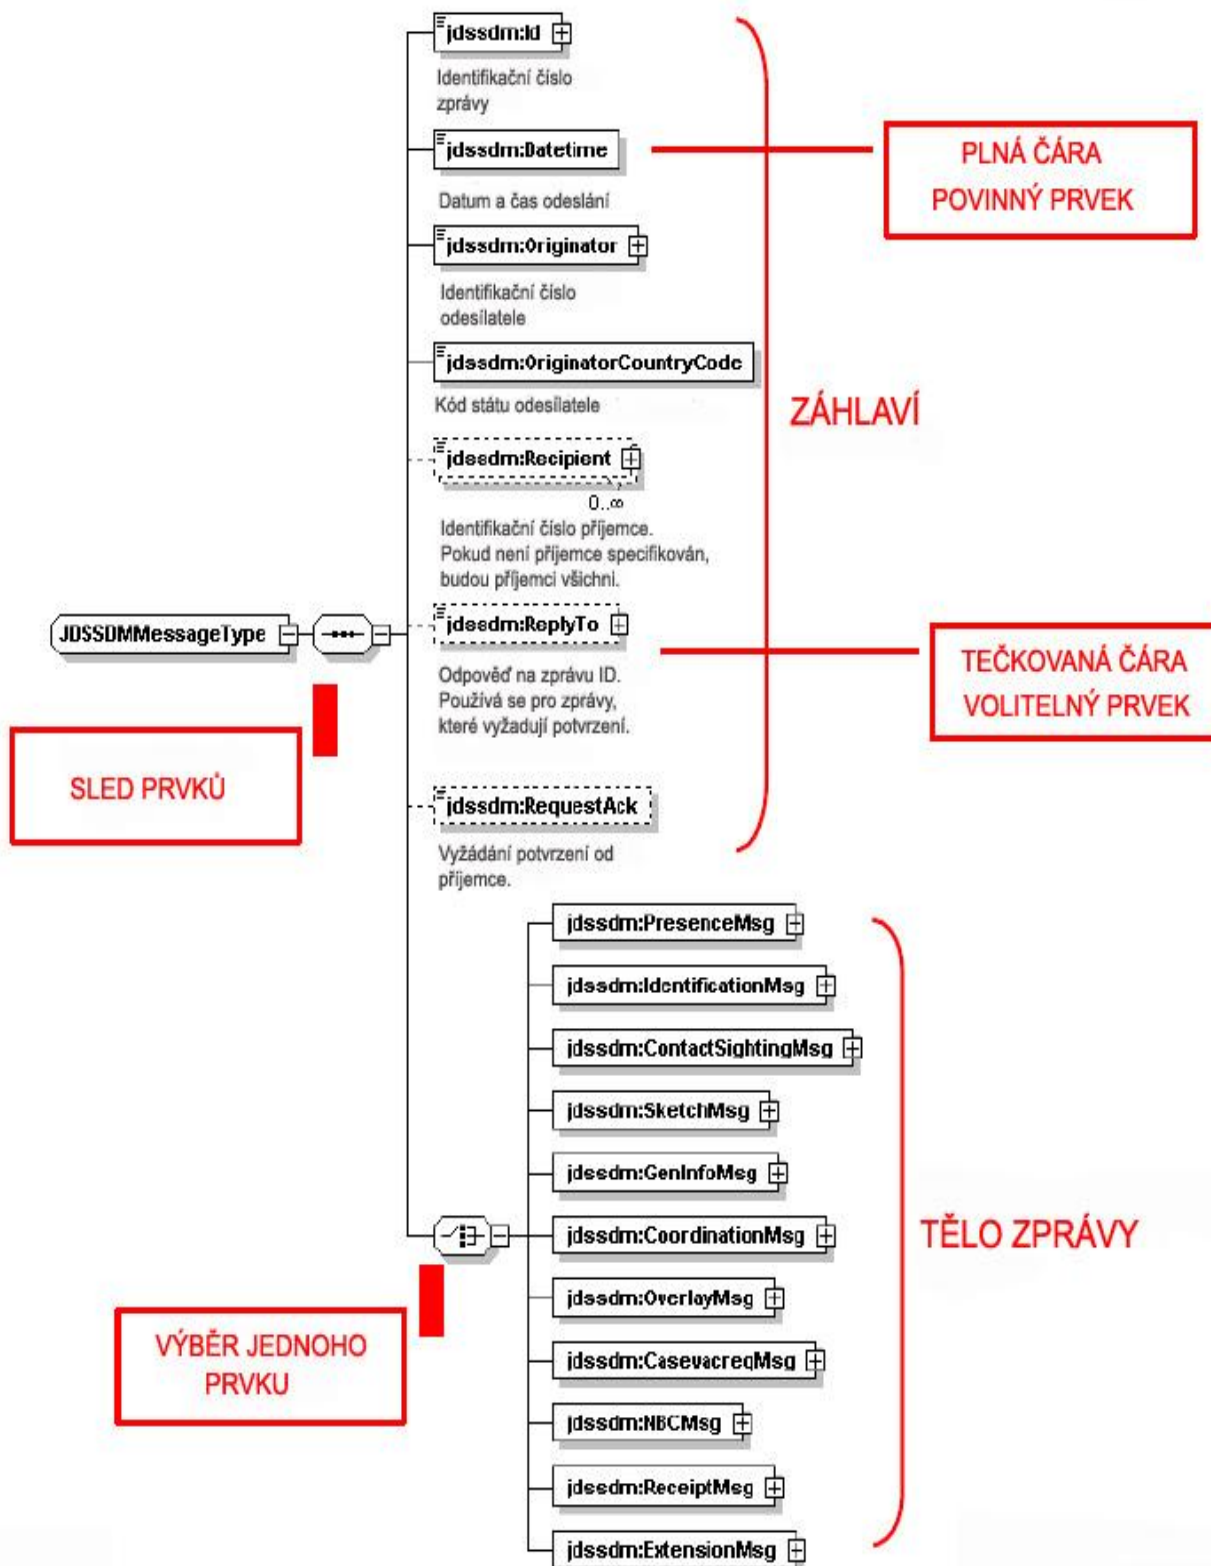 jdssdm:Id
Identifikační číslo
zprávy
jdssdm:Datetime
Datum a čas odeslání
PLNÁ ČÁRA
POVINNÝ PRVEK
jdssdm:Originator
Identifikační číslo
odesílatele
jdssdm:OriginatorCountryCode
Kód státu odesílatele
ZÁHLAVÍ
jdssdm:Recipient
0..∞
Identifikační číslo příjemce.
Pokud není příjemce specifikován,
budou příjemci všichni.
JDSSDMMessageType
jdssdm:ReplyTo
Odpověď na zprávu ID.
Používá se pro zprávy,
které vyžadují potvrzení.
TEČKOVANÁ ČÁRA
VOLITELNÝ PRVEK
SLED PRVKŮ
jdssdm:RequestAck
Vyžádání potvrzení od
příjemce.
jdssdm:PresenceMsg
jdssdm:IdentificationMsg
jdssdm:ContactSightingMsg
jdssdm:SketchMsg
jdssdm:GenInfoMsg
jdssdm:CoordinationMsg
TĚLO ZPRÁVY
jdssdm:OverlayMsg
VÝBĚR JEDNOHO
PRVKU
jdssdm:CasevacreqMsg
jdssdm:NBCMsg
jdssdm:ReceiptMsg
jdssdm:ExtensionMsg